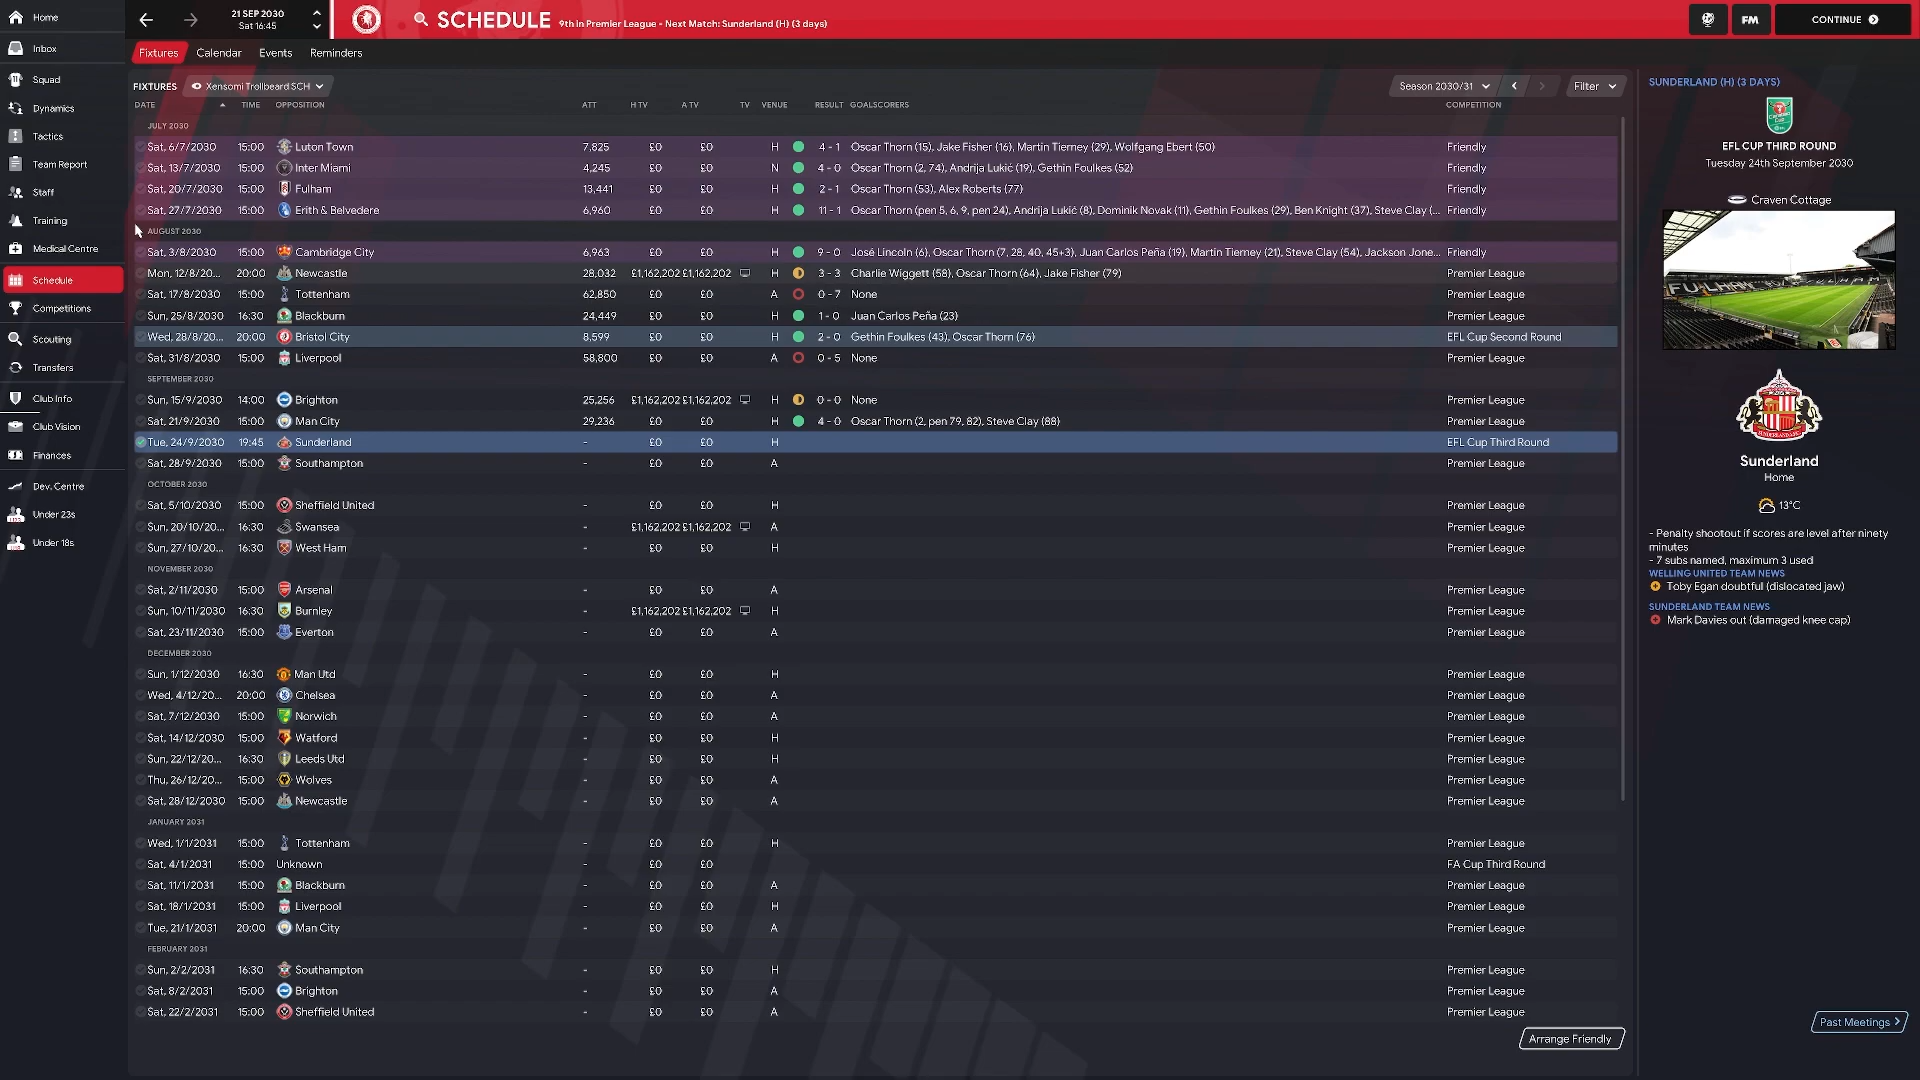 Home
Inbox
Squad
Dynamics
Tactics
Team Report
Staff
Training
Medical Centre
Schedule
Competitions
Scouting
Transfers
Club Info
Club Vision
Finances
Dev. Centre
Under 23s
Under 18s
21 SEP 2030
Sat 16:45
SCHEDULE
9th in Premier League - Next Match: Sunderland (H) (3 days)
FM
CONTINUE
Fixtures Calendar Events Reminders
FIXTURES Xensomi Trollbeard SCH Season 2030/31 Filter
DATE TIME OPPOSITION ATT H TV A TV TV VENUE RESULT GOALSCORERS COMPETITION
JULY 2030
Sat, 6/7/2030 15:00 Luton Town 7,825 £0 £0 H 4 - 1 Oscar Thorn (15), Jake Fisher (16), Martin Tierney (29), Wolfgang Ebert (50) Friendly
Sat, 13/7/2030 15:00 Inter Miami 4,245 £0 £0 N 4 - 0 Oscar Thorn (2, 74), Andrija Lukić (19), Gethin Foulkes (52) Friendly
Sat, 20/7/2030 15:00 Fulham 13,441 £0 £0 H 2 - 1 Oscar Thorn (53), Alex Roberts (77) Friendly
Sat, 27/7/2030 15:00 Erith & Belvedere 6,960 £0 £0 H 11 - 1 Oscar Thorn (pen 5, 6, 9, pen 24), Andrija Lukić (8), Dominik Novak (11), Gethin Foulkes (29), Ben Knight (37), Steve Clay (... Friendly
AUGUST 2030
Sat, 3/8/2030 15:00 Cambridge City 6,963 £0 £0 H 9 - 0 José Lincoln (6), Oscar Thorn (7, 28, 40, 45+3), Juan Carlos Peña (19), Martin Tierney (21), Steve Clay (54), Jackson Jone... Friendly
Mon, 12/8/20... 20:00 Newcastle 28,032 £1,162,202 £1,162,202 H 3 - 3 Charlie Wiggett (58), Oscar Thorn (64), Jake Fisher (79) Premier League
Sat, 17/8/2030 15:00 Tottenham 62,850 £0 £0 A 0 - 7 None Premier League
Sun, 25/8/2030 16:30 Blackburn 24,449 £0 £0 H 1 - 0 Juan Carlos Peña (23) Premier League
Wed, 28/8/20... 20:00 Bristol City 8,599 £0 £0 H 2 - 0 Gethin Foulkes (43), Oscar Thorn (76) EFL Cup Second Round
Sat, 31/8/2030 15:00 Liverpool 58,800 £0 £0 A 0 - 5 None Premier League
SEPTEMBER 2030
Sun, 15/9/2030 14:00 Brighton 25,256 £1,162,202 £1,162,202 H 0 - 0 None Premier League
Sat, 21/9/2030 15:00 Man City 29,236 £0 £0 H 4 - 0 Oscar Thorn (2, pen 79, 82), Steve Clay (88) Premier League
Tue, 24/9/2030 19:45 Sunderland - £0 £0 H EFL Cup Third Round
Sat, 28/9/2030 15:00 Southampton - £0 £0 A Premier League
OCTOBER 2030
Sat, 5/10/2030 15:00 Sheffield United - £0 £0 H Premier League
Sun, 20/10/20... 16:30 Swansea - £1,162,202 £1,162,202 A Premier League
Sun, 27/10/20... 16:30 West Ham - £0 £0 H Premier League
NOVEMBER 2030
Sat, 2/11/2030 15:00 Arsenal - £0 £0 A Premier League
Sun, 10/11/2030 16:30 Burnley - £1,162,202 £1,162,202 H Premier League
Sat, 23/11/2030 15:00 Everton - £0 £0 A Premier League
DECEMBER 2030
Sun, 1/12/2030 16:30 Man Utd - £0 £0 H Premier League
Wed, 4/12/20... 20:00 Chelsea - £0 £0 A Premier League
Sat, 7/12/2030 15:00 Norwich - £0 £0 A Premier League
Sat, 14/12/2030 15:00 Watford - £0 £0 H Premier League
Sun, 22/12/20... 16:30 Leeds Utd - £0 £0 H Premier League
Thu, 26/12/20... 15:00 Wolves - £0 £0 A Premier League
Sat, 28/12/2030 15:00 Newcastle - £0 £0 A Premier League
JANUARY 2031
Wed, 1/1/2031 15:00 Tottenham - £0 £0 H Premier League
Sat, 4/1/2031 15:00 Unknown - £0 £0 FA Cup Third Round
Sat, 11/1/2031 15:00 Blackburn - £0 £0 A Premier League
Sat, 18/1/2031 15:00 Liverpool - £0 £0 H Premier League
Tue, 21/1/2031 20:00 Man City - £0 £0 A Premier League
FEBRUARY 2031
Sun, 2/2/2031 16:30 Southampton - £0 £0 H Premier League
Sat, 8/2/2031 15:00 Brighton - £0 £0 A Premier League
Sat, 22/2/2031 15:00 Sheffield United - £0 £0 A Premier League
Arrange Friendly
SUNDERLAND (H) (3 DAYS)
EFL CUP THIRD ROUND
Tuesday 24th September 2030
Craven Cottage
Sunderland
Home
13°C
- Penalty shootout if scores are level after ninety
minutes
- 7 subs named, maximum 3 used
WELLING UNITED TEAM NEWS
Toby Egan doubtful (dislocated jaw)
SUNDERLAND TEAM NEWS
Mark Davies out (damaged knee cap)
Past Meetings